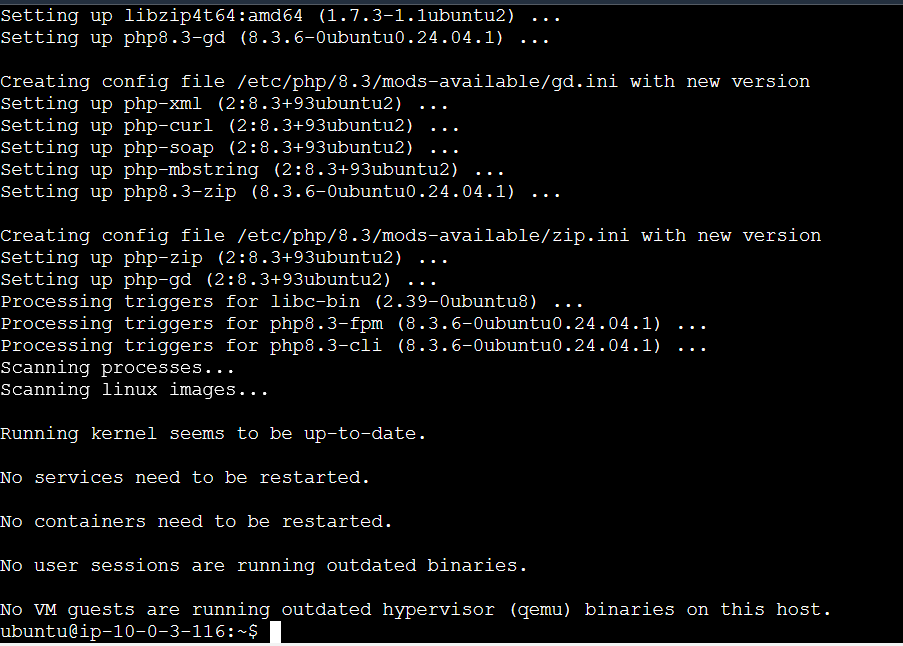 Setting up libzip4t64:amd64 (1.7.3-1.1ubuntu2) ...
Setting up php8.3-gd (8.3.6-0ubuntu0.24.04.1) ...
Creating config file /etc/php/8.3/mods-available/gd.ini with new version
Setting up php-xml (2:8.3+93ubuntu2) ...
Setting up php-curl (2:8.3+93ubuntu2) ...
Setting up php-soap (2:8.3+93ubuntu2) ...
Setting up php-mbstring (2:8.3+93ubuntu2) ...
Setting up php8.3-zip (8.3.6-0ubuntu0.24.04.1) ...
Creating config file /etc/php/8.3/mods-available/zip.ini with new version
Setting up php-zip (2:8.3+93ubuntu2) ...
Setting up php-gd (2:8.3+93ubuntu2) ...
Processing triggers for libc-bin (2.39-0ubuntu8) ...
Processing triggers for php8.3-fpm (8.3.6-0ubuntu0.24.04.1) ...
Processing triggers for php8.3-cli (8.3.6-0ubuntu0.24.04.1) ...
Scanning processes...
Scanning linux images...
Running kernel seems to be up-to-date.
No services need to be restarted.
No containers need to be restarted.
No user sessions are running outdated binaries.
No VM guests are running outdated hypervisor (qemu) binaries on this host.
ubuntu@ip-10-0-3-116:~$